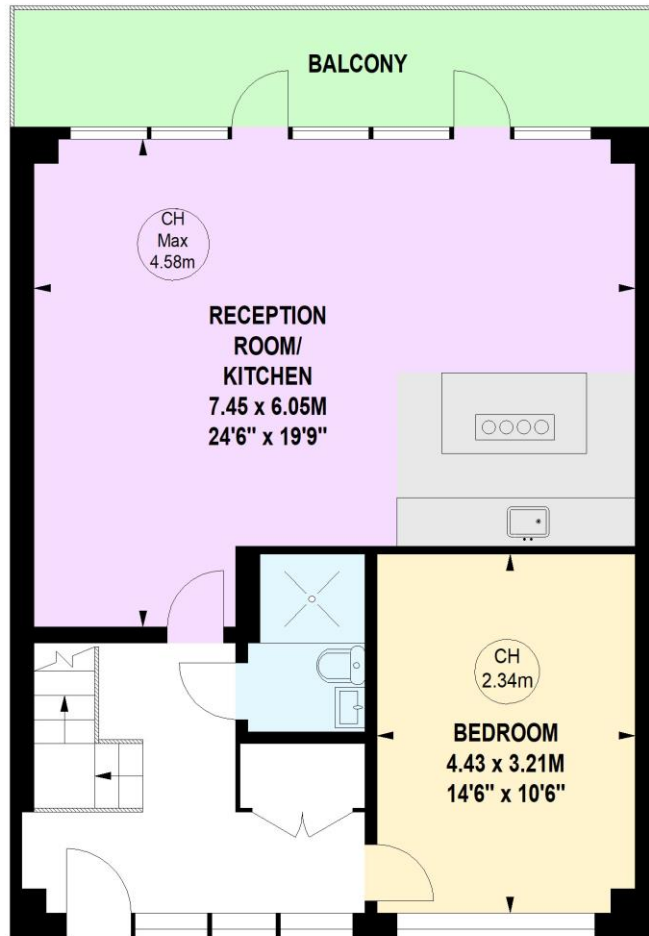 BALCONY
CH
Max
4.58m
RECEPTION
ROOM/
KITCHEN
7.45 x 6.05M
24'6" x 19'9"
CH
2.34m
BEDROOM
4.43 x 3.21M
14'6" x 10'6"